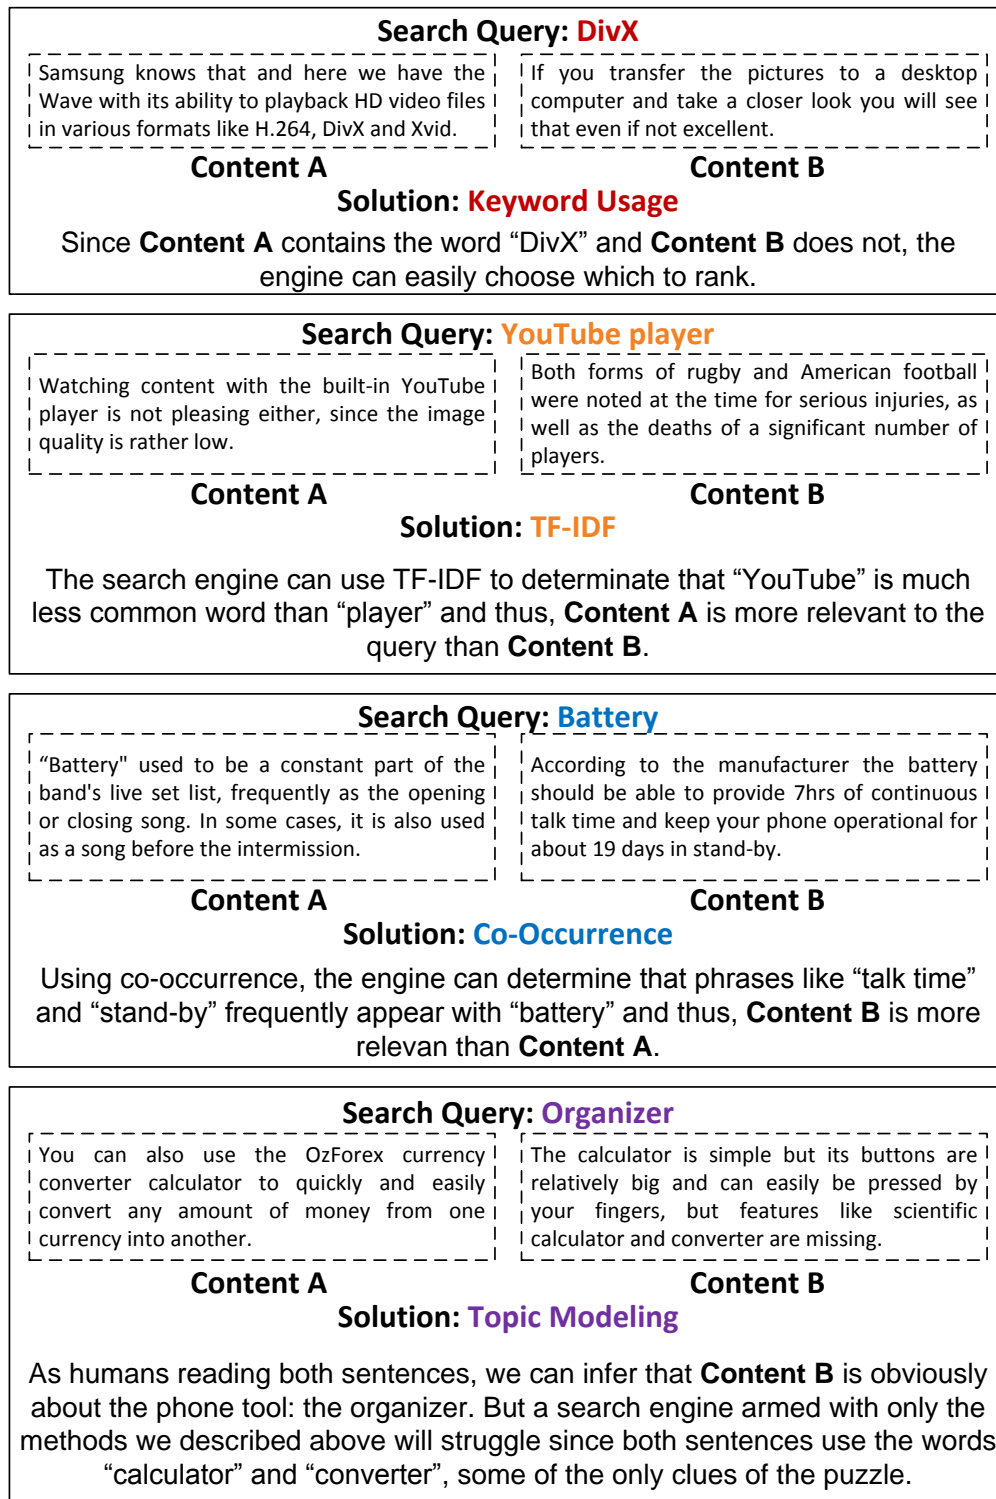 Search Query: DivX
Samsung knows that and here we have the
Wave with its ability to playback HD video files
in various formats like H.264, DivX and Xvid.
If you transfer the pictures to a desktop
computer and take a closer look you will see
that even if not excellent.
Content A
Content B
Solution: Keyword Usage
Since Content A contains the word “DivX” and Content B does not, the
engine can easily choose which to rank.
Search Query: YouTube player
Watching content with the built-in YouTube
player is not pleasing either, since the image
quality is rather low.
Both forms of rugby and American football
were noted at the time for serious injuries, as
well as the deaths of a significant number of
players.
Content A
Content B
Solution: TF-IDF
The search engine can use TF-IDF to determinate that “YouTube” is much
less common word than “player” and thus, Content A is more relevant to the
query than Content B.
Search Query: Battery
“Battery" used to be a constant part of the
band's live set list, frequently as the opening
or closing song. In some cases, it is also used
as a song before the intermission.
According to the manufacturer the battery
should be able to provide 7hrs of continuous
talk time and keep your phone operational for
about 19 days in stand-by.
Content A
Content B
Solution: Co-Occurrence
Using co-occurrence, the engine can determine that phrases like “talk time”
and “stand-by” frequently appear with “battery” and thus, Content B is more
relevan than Content A.
Search Query: Organizer
You can also use the OzForex currency
converter calculator to quickly and easily
convert any amount of money from one
currency into another.
The calculator is simple but its buttons are
relatively big and can easily be pressed by
your fingers, but features like scientific
calculator and converter are missing.
Content A
Content B
Solution: Topic Modeling
As humans reading both sentences, we can infer that Content B is obviously
about the phone tool: the organizer. But a search engine armed with only the
methods we described above will struggle since both sentences use the words
“calculator” and “converter”, some of the only clues of the puzzle.